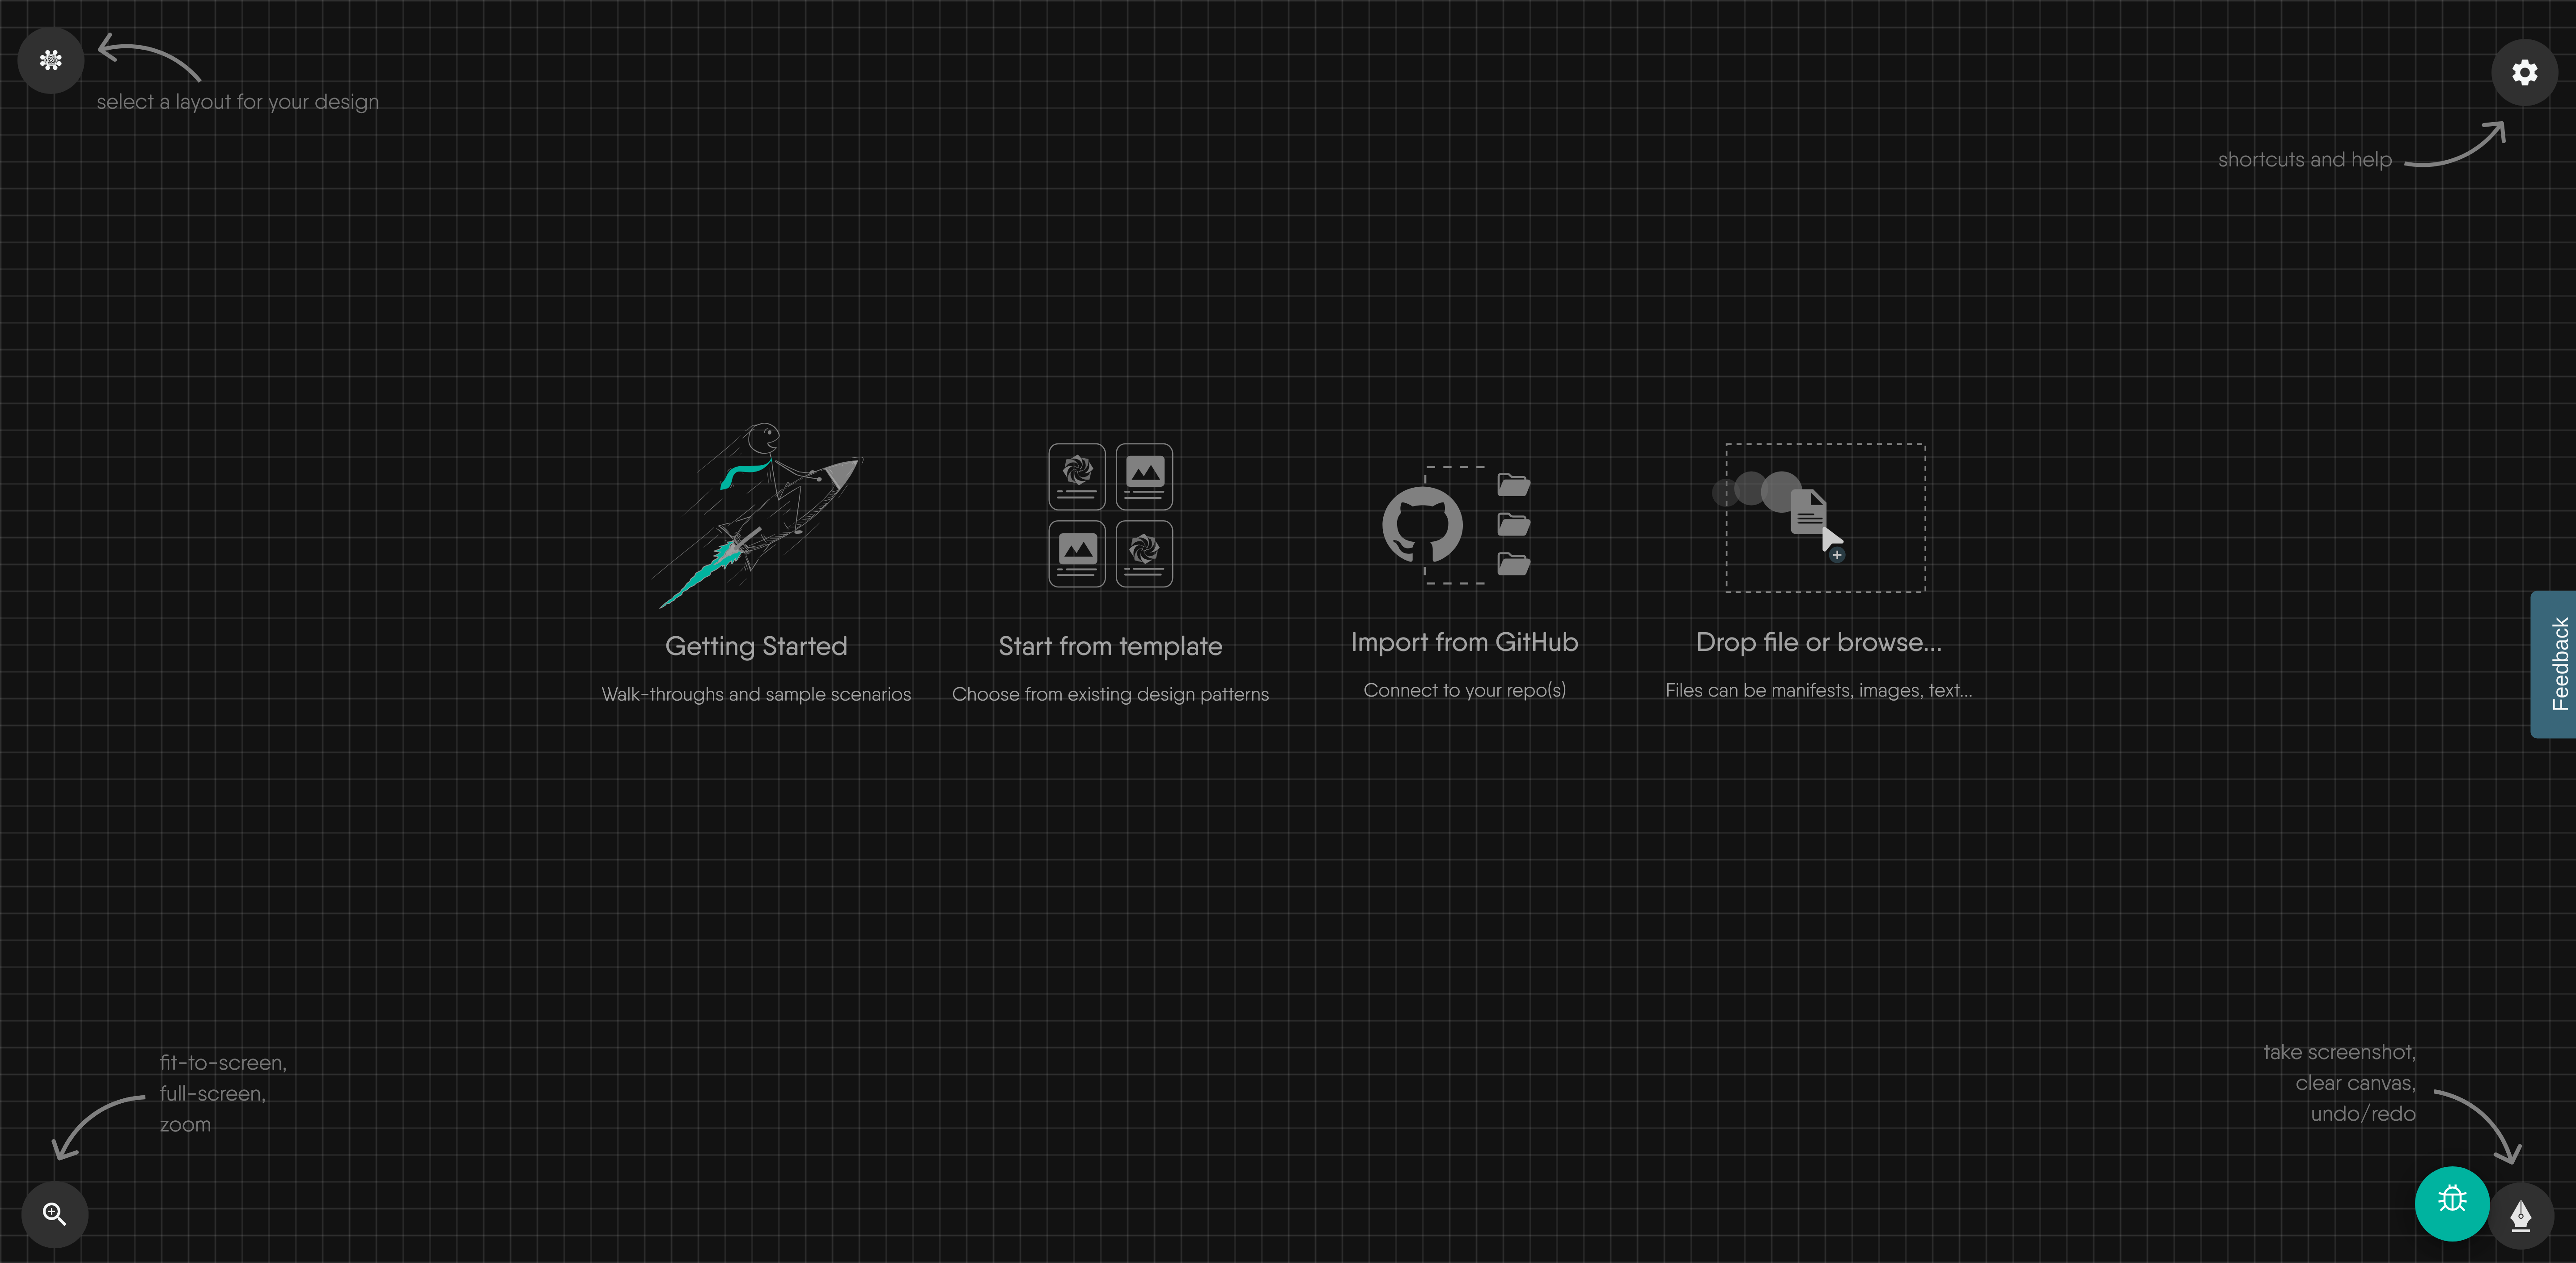 select a layout for your design
shortcuts and help
Getting Started
Walk-throughs and sample scenarios
Start from template
Choose from existing design patterns
Import from GitHub
Connect to your repo(s)
Drop file or browse...
Files can be manifests, images, text...
Feedback
fit-to-screen,
full-screen,
zoom
take screenshot,
clear canvas,
undo/redo